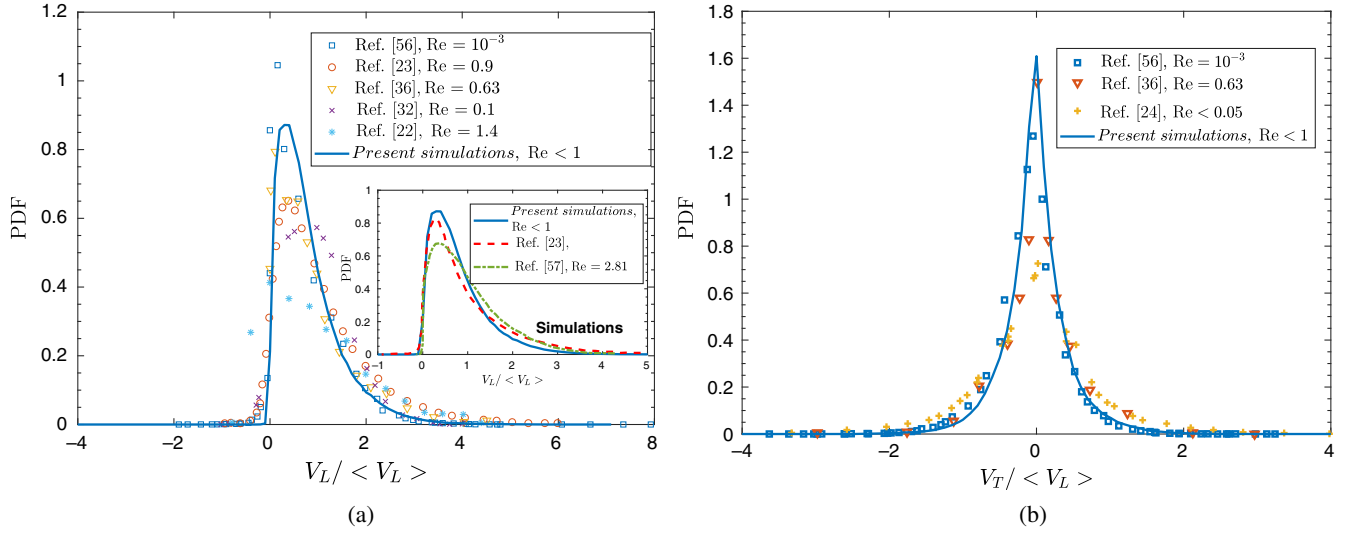 1.2
1
0.8
0.6
0.4
0.2
0
PDF
−4
−2
0
2
4
6
8
V_L/ < V_L >
Ref. [56], Re = 10^{−3}
Ref. [23], Re = 0.9
Ref. [36], Re = 0.63
Ref. [32], Re = 0.1
Ref. [22], Re = 1.4
Present simulations, Re < 1
1
0.8
0.6
0.4
0.2
0
PDF
−1
0
1
2
3
4
5
V_L/ < V_L >
Present simulations,
Re < 1
Ref. [23],
Ref. [57], Re = 2.81
Simulations
(a)
1.8
1.6
1.4
1.2
1
0.8
0.6
0.4
0.2
0
PDF
−4
−2
0
2
4
V_T/ < V_L >
Ref. [56], Re = 10^{−3}
Ref. [36], Re = 0.63
Ref. [24], Re < 0.05
Present simulations, Re < 1
(b)